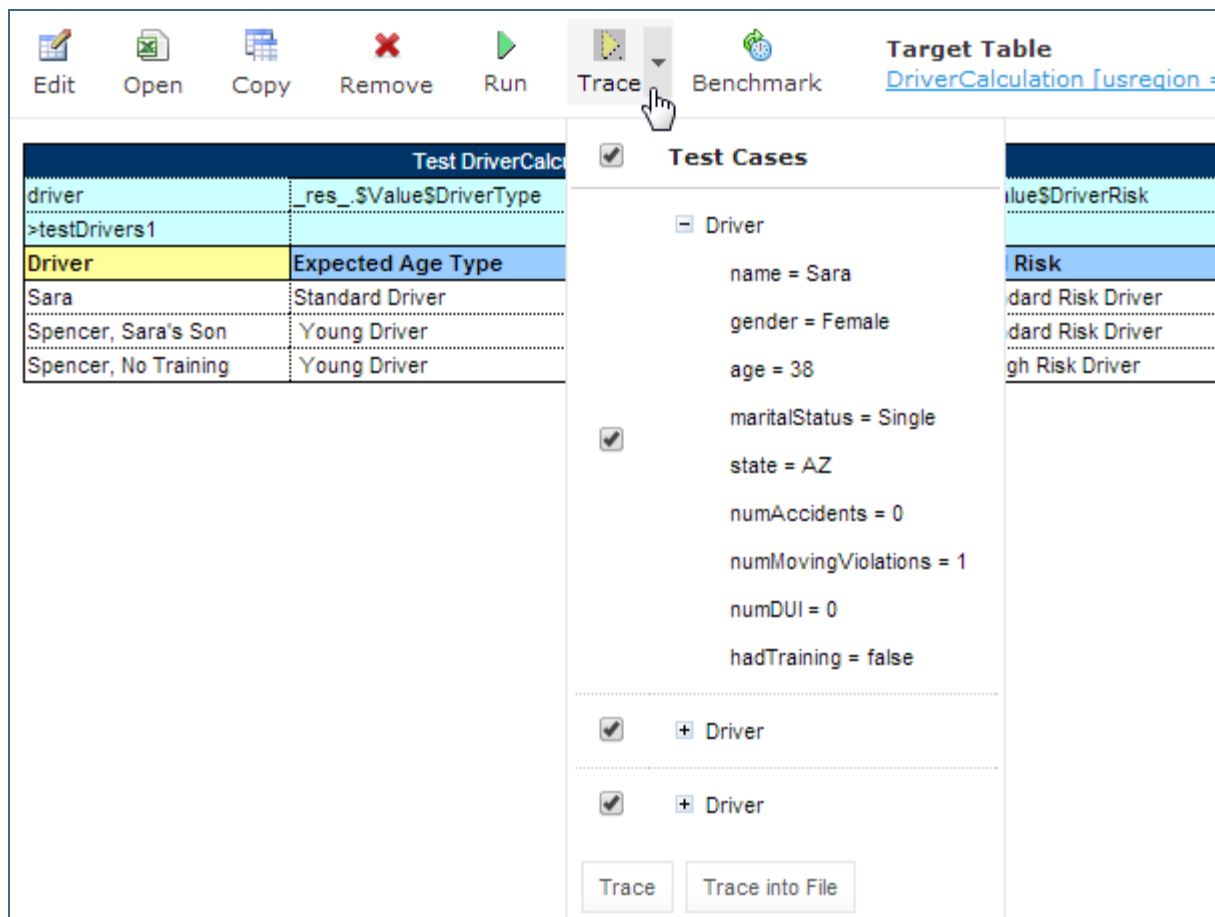 Edit Open Copy Remove Run Trace Benchmark
Target Table
DriverCalculation [usregion =
Test DriverCalcu
driver _res_.$Value$DriverType alue$DriverRisk
>testDrivers1
Driver Expected Age Type Risk
Sara Standard Driver dard Risk Driver
Spencer, Sara's Son Young Driver dard Risk Driver
Spencer, No Training Young Driver gh Risk Driver
Test Cases
Driver
name = Sara
gender = Female
age = 38
maritalStatus = Single
state = AZ
numAccidents = 0
numMovingViolations = 1
numDUI = 0
hadTraining = false
Driver
Driver
Trace Trace into File